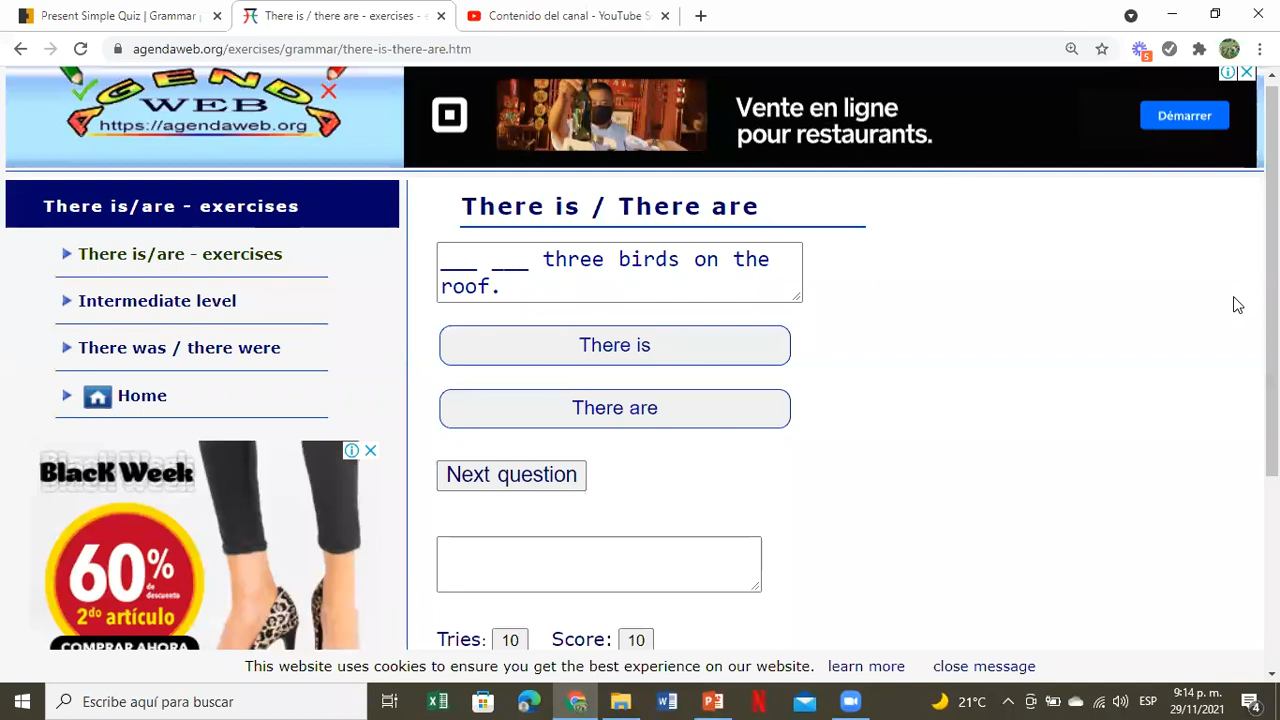 Present Simple Quiz | Grammar
There is / there are - exercises -
Contenido del canal - YouTube S
agendaweb.org/exercises/grammar/there-is-there-are.htm
5
AGENDA
WEB
https://agendaweb.org
Vente en ligne
pour restaurants.
Démarrer
There is/are - exercises
There is/are - exercises
Intermediate level
There was / there were
Home
BlacK Week
60%
de descuento
2do artículo
COMPRAR AHORA
There is / There are
___ ___ three birds on the
roof.
There is
There are
Next question
Tries: 10 Score: 10
This website uses cookies to ensure you get the best experience on our website. learn more close message
Escribe aquí para buscar
21°C
ESP
9:14 p. m.
29/11/2021
4